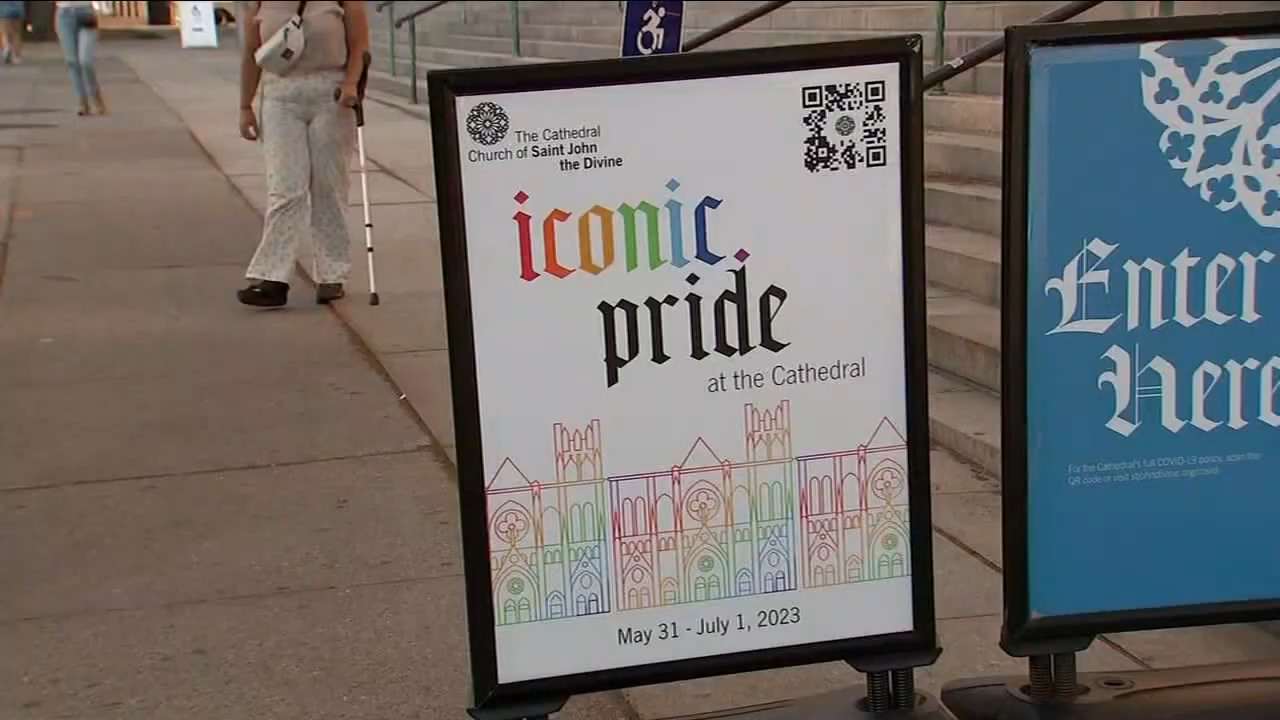 The Cathedral
Church of Saint John
the Divine
iconic
pride
at the Cathedral
May 31 - July 1, 2023
Enter
Here
For the Cathedral's full COVID-19 policy, scan the
QR code or visit stjohndivine.org/covid.